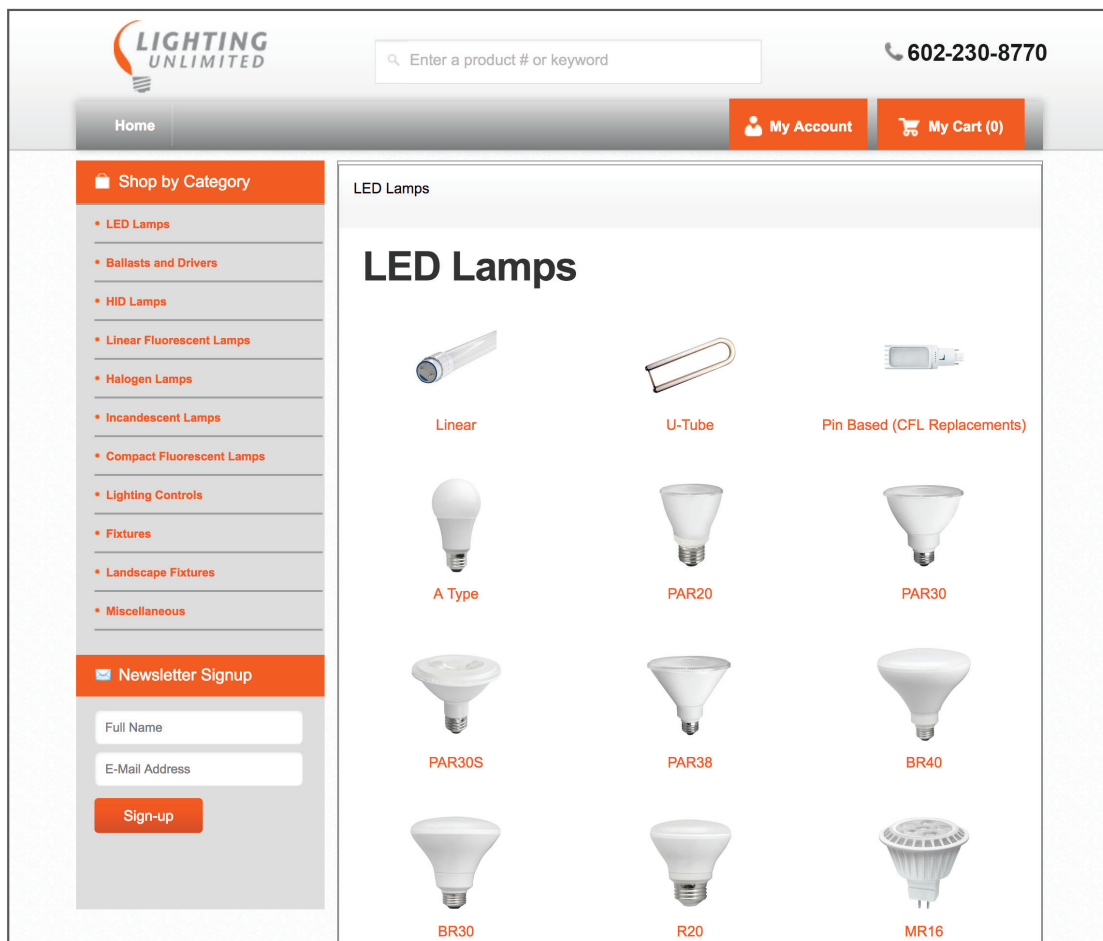 LIGHTING
UNLIMITED
Enter a product # or keyword
602-230-8770
Home
My Account
My Cart (0)
Shop by Category
LED Lamps
Ballasts and Drivers
HID Lamps
Linear Fluorescent Lamps
Halogen Lamps
Incandescent Lamps
Compact Fluorescent Lamps
Lighting Controls
Fixtures
Landscape Fixtures
Miscellaneous
Newsletter Signup
Full Name
E-Mail Address
Sign-up
LED Lamps
LED Lamps
Linear
U-Tube
Pin Based (CFL Replacements)
A Type
PAR20
PAR30
PAR30S
PAR38
BR40
BR30
R20
MR16